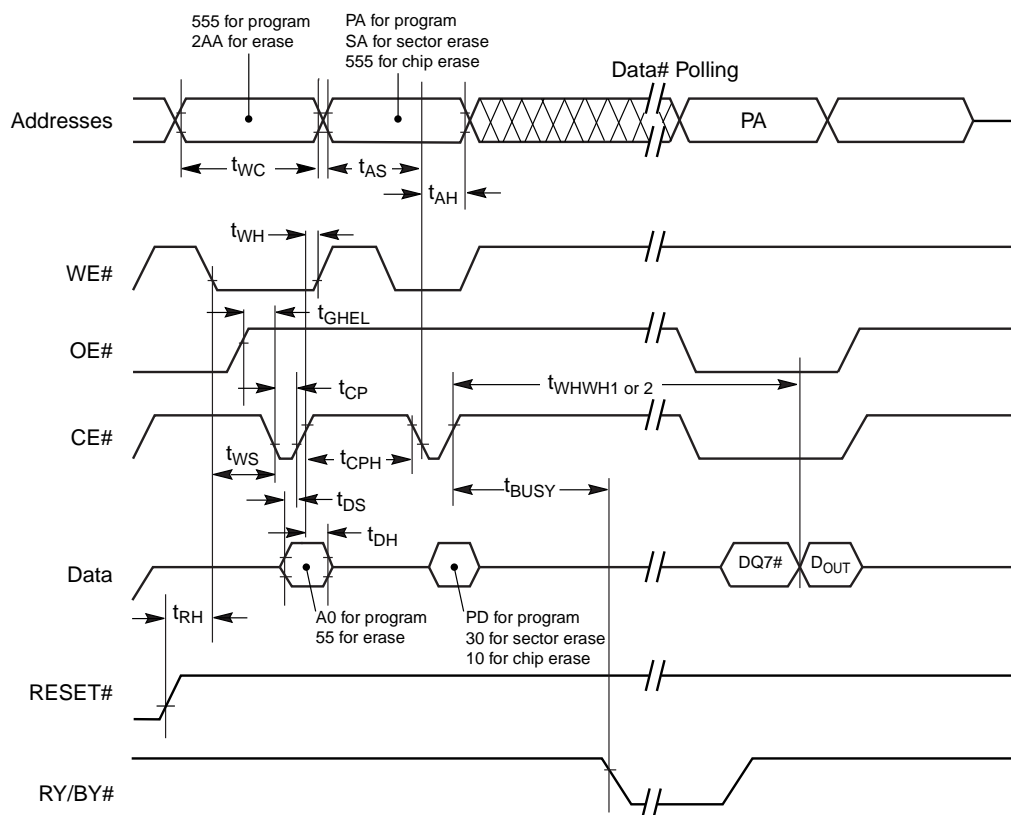 555 for program
2AA for erase
PA for program
SA for sector erase
555 for chip erase
Data# Polling
Addresses
PA
tWC
tAS
tAH
tWH
WE#
tGHEL
OE#
tCP
tWHWH1 or 2
CE#
tWS
tCPH
tBUSY
tDS
tDH
Data
DQ7#
DOUT
tRH
A0 for program
55 for erase
PD for program
30 for sector erase
10 for chip erase
RESET#
RY/BY#